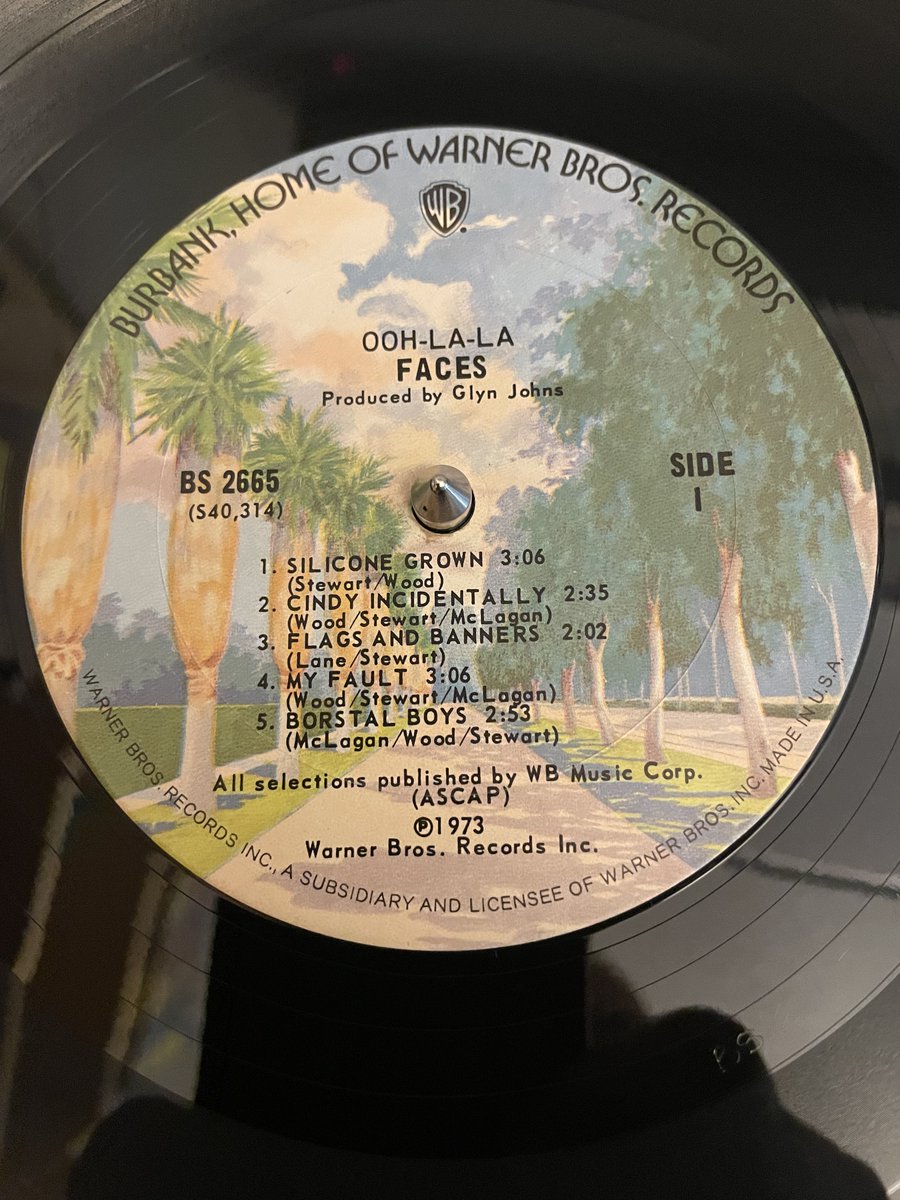 BURBANK, HOME OF WARNER BROS. RECORDS
WB
OOH-LA-LA
FACES
Produced by Glyn Johns
BS 2665
(S40,314)
SIDE
1
1. SILICONE GROWN 3:06
(Stewart/Wood)
2. CINDY INCIDENTALLY 2:35
(Wood/Stewart/McLagan)
3. FLAGS AND BANNERS 2:02
(Lane/Stewart)
4. MY FAULT 3:06
(Wood/Stewart/McLagan)
5. BORSTAL BOYS 2:53
(McLagan/Wood/Stewart)
All selections published by WB Music Corp.
(ASCAP)
℗1973
Warner Bros. Records Inc.
WARNER BROS. RECORDS INC., A SUBSIDIARY AND LICENSEE OF WARNER BROS. INC. MADE IN U.S.A.